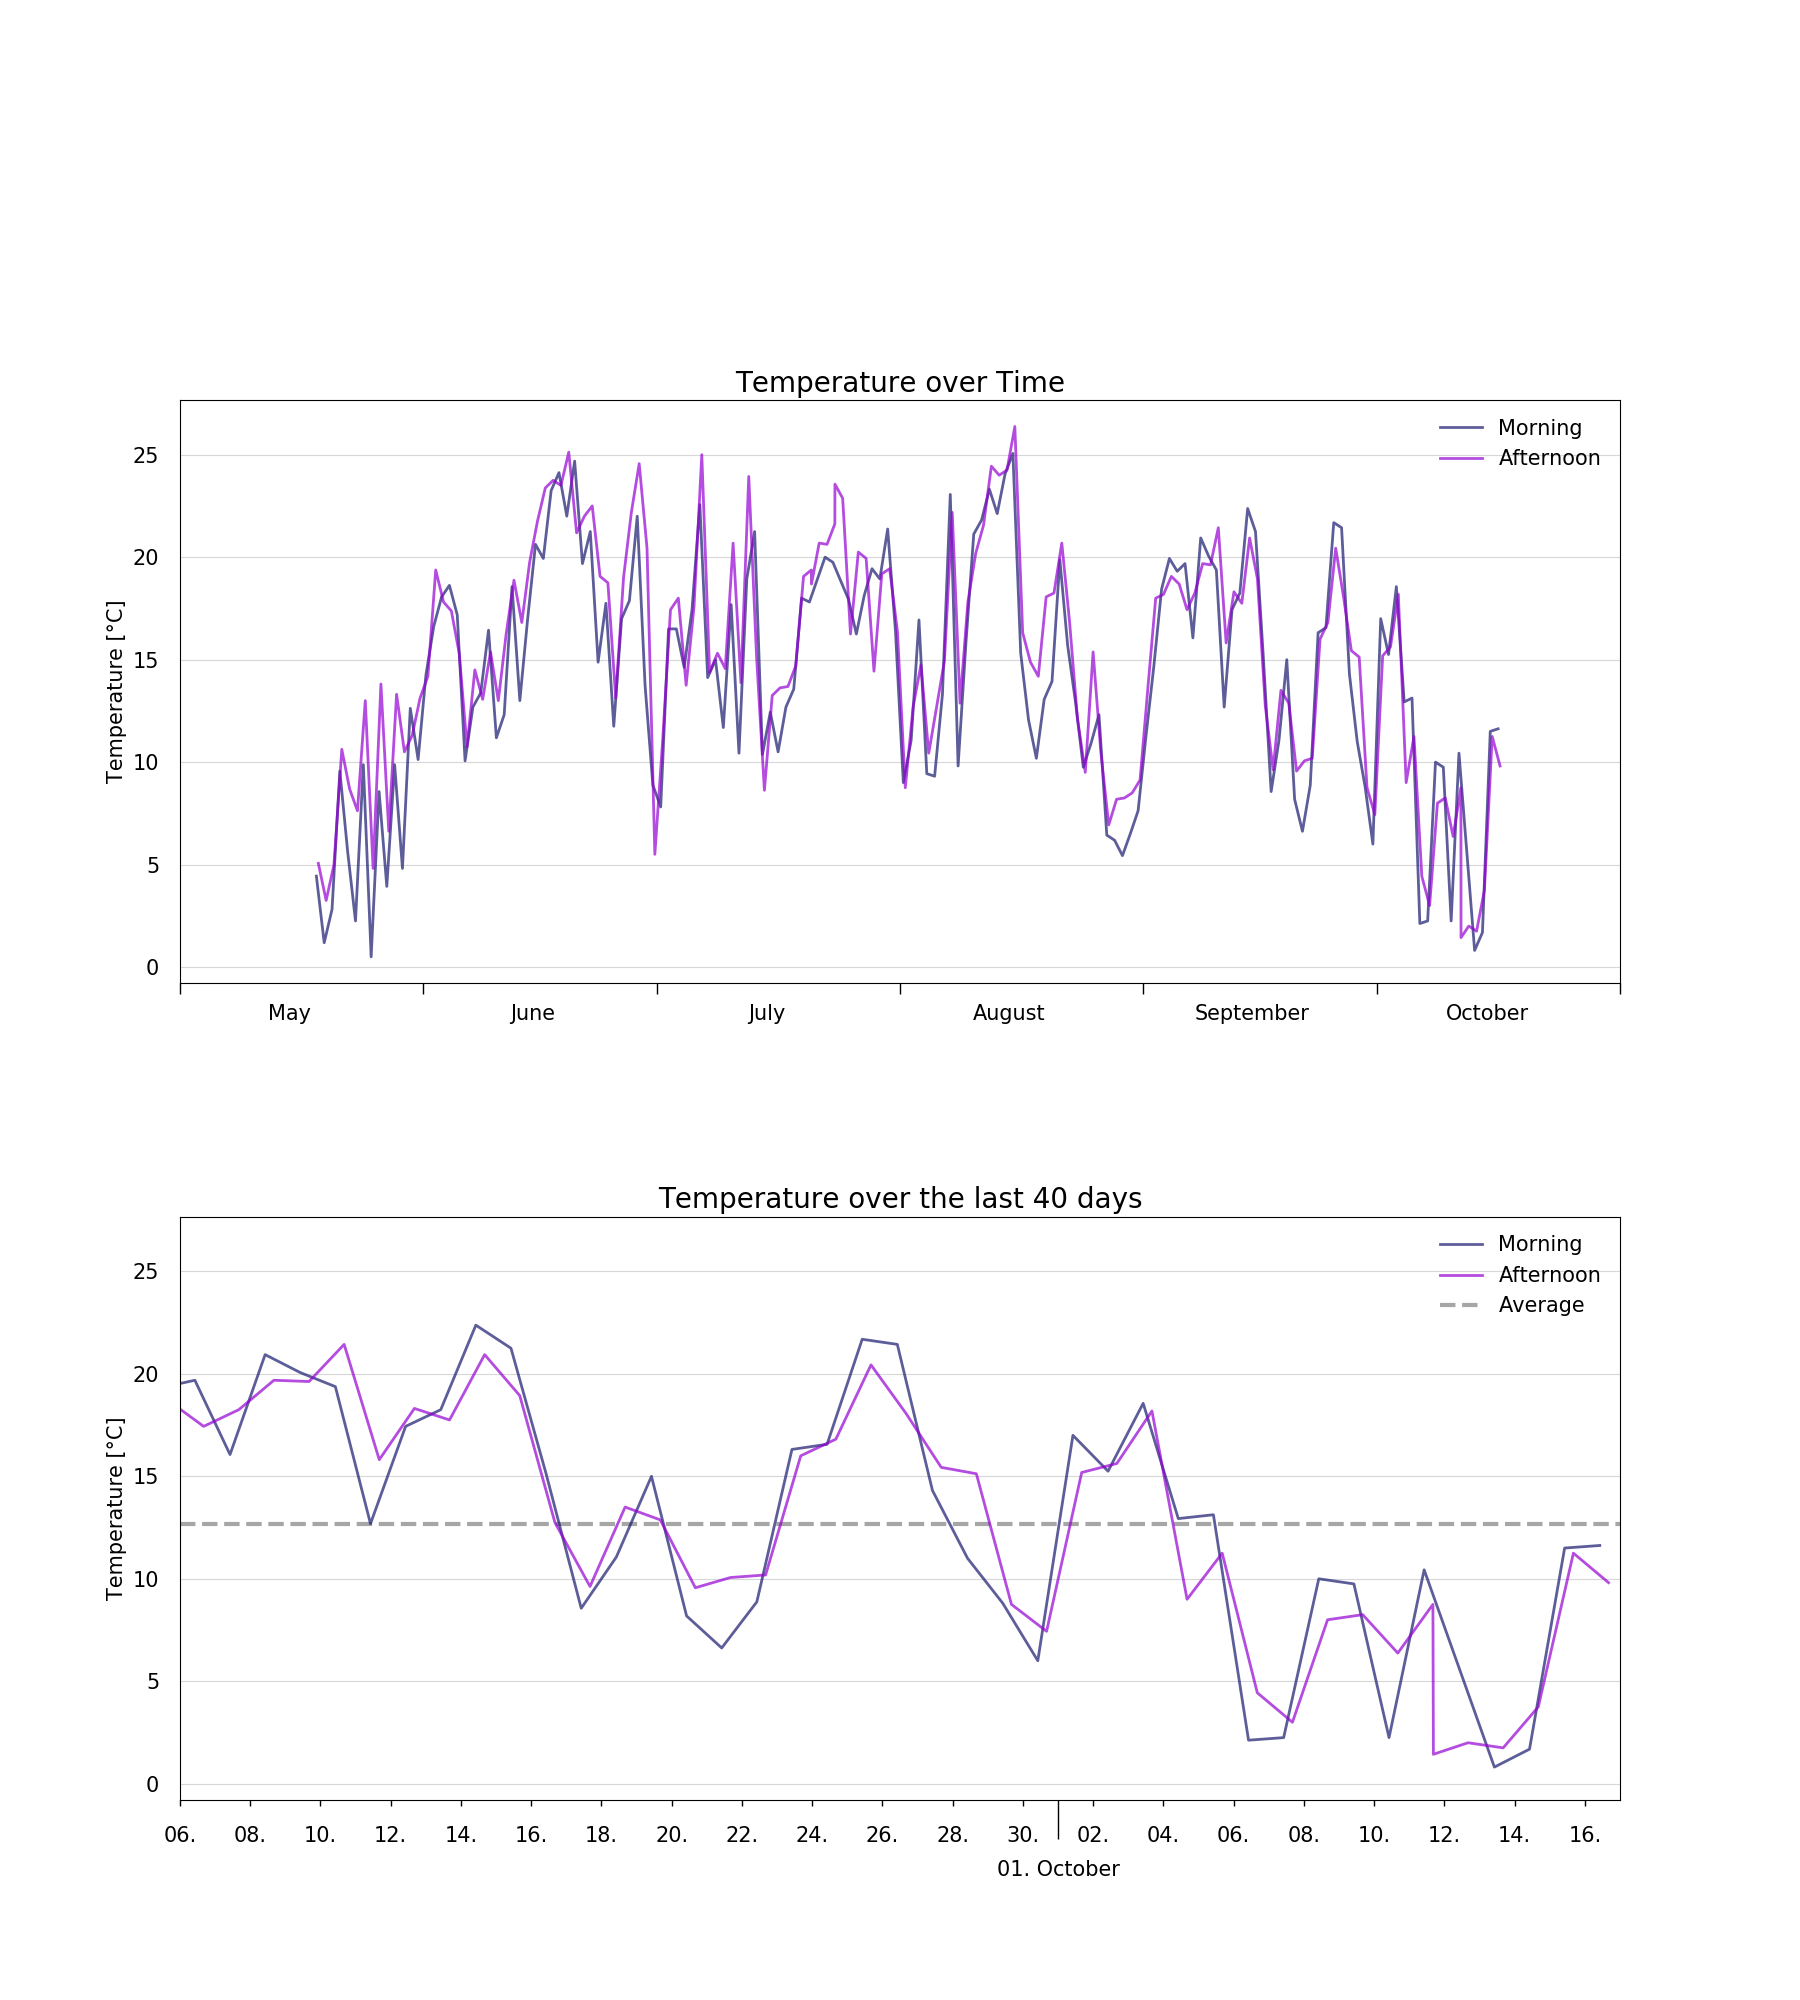 Temperature over Time
Morning
Afternoon
25
20
15
10
5
0
Temperature [°C]
May June July August September October
Temperature over the last 40 days
Morning
Afternoon
Average
25
20
15
10
5
0
Temperature [°C]
06. 08. 10. 12. 14. 16. 18. 20. 22. 24. 26. 28. 30. 02. 04. 06. 08. 10. 12. 14. 16.
01. October